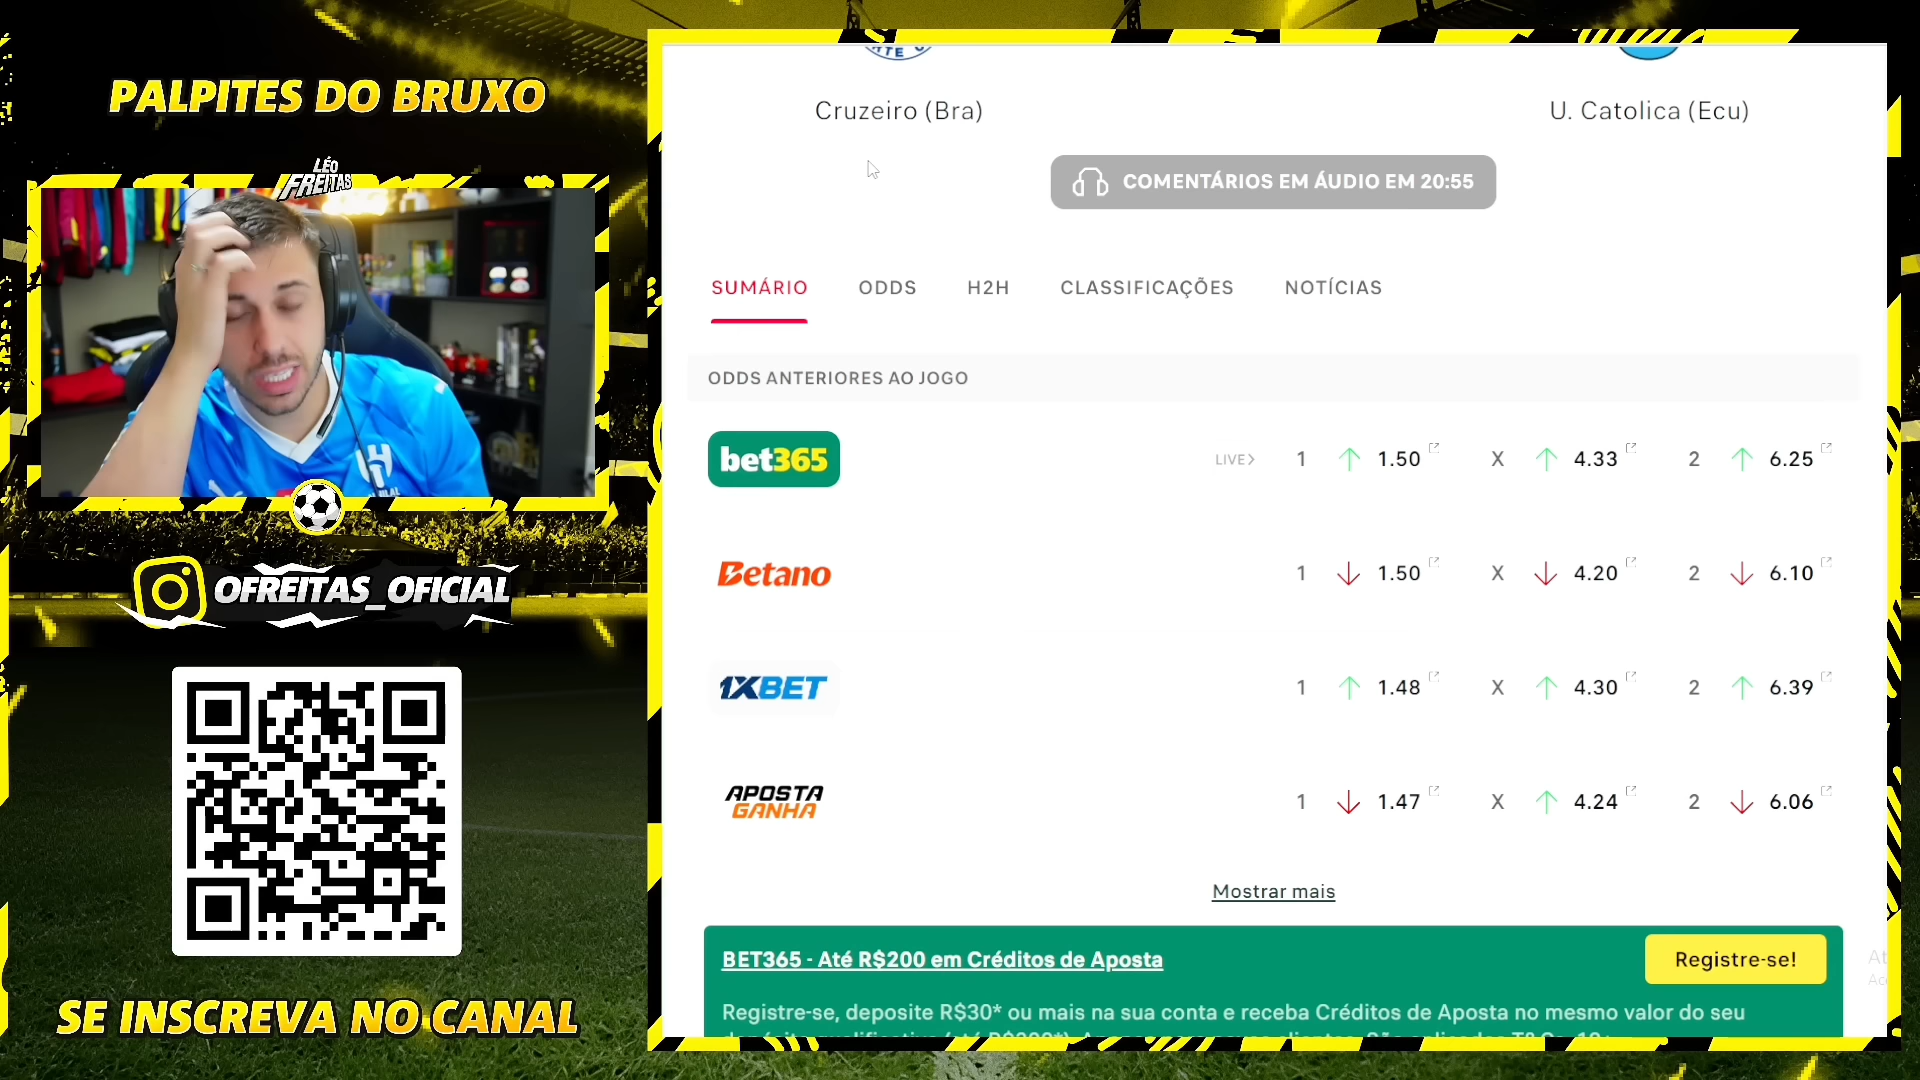 PALPITES DO BRUXO
LÉO
FREITAS
OFREITAS_OFICIAL
SE INSCREVA NO CANAL
Cruzeiro (Bra)
U. Catolica (Ecu)
COMENTÁRIOS EM ÁUDIO EM 20:55
SUMÁRIO ODDS H2H CLASSIFICAÇÕES NOTÍCIAS
ODDS ANTERIORES AO JOGO
bet365 LIVE 1 1.50 X 4.33 2 6.25
Betano 1 1.50 X 4.20 2 6.10
1XBET 1 1.48 X 4.30 2 6.39
APOSTA
GANHA 1 1.47 X 4.24 2 6.06
Mostrar mais
BET365 - Até R$200 em Créditos de Aposta
Registre-se!
Registre-se, deposite R$30* ou mais na sua conta e receba Créditos de Aposta no mesmo valor do seu